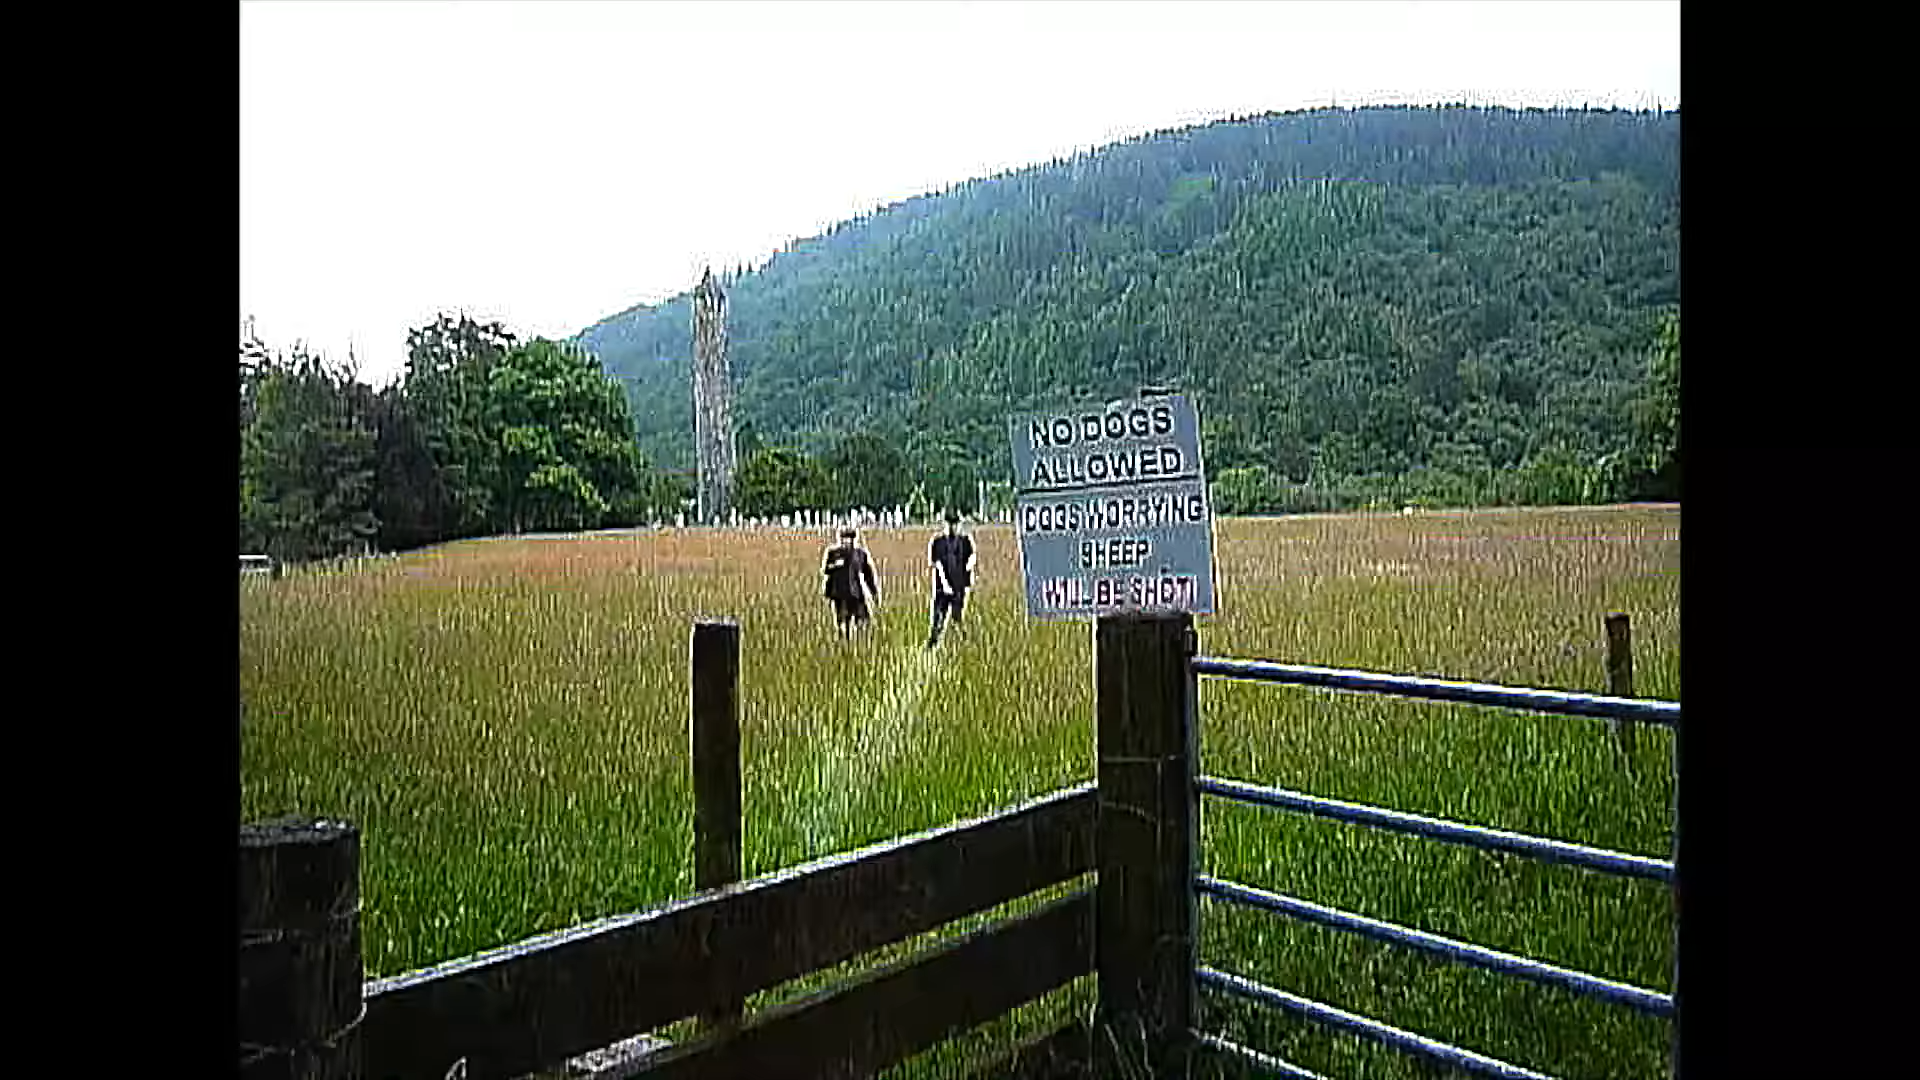 NO DOGS
ALLOWED
DOGS WORRYING
SHEEP
WILL BE SHOT!